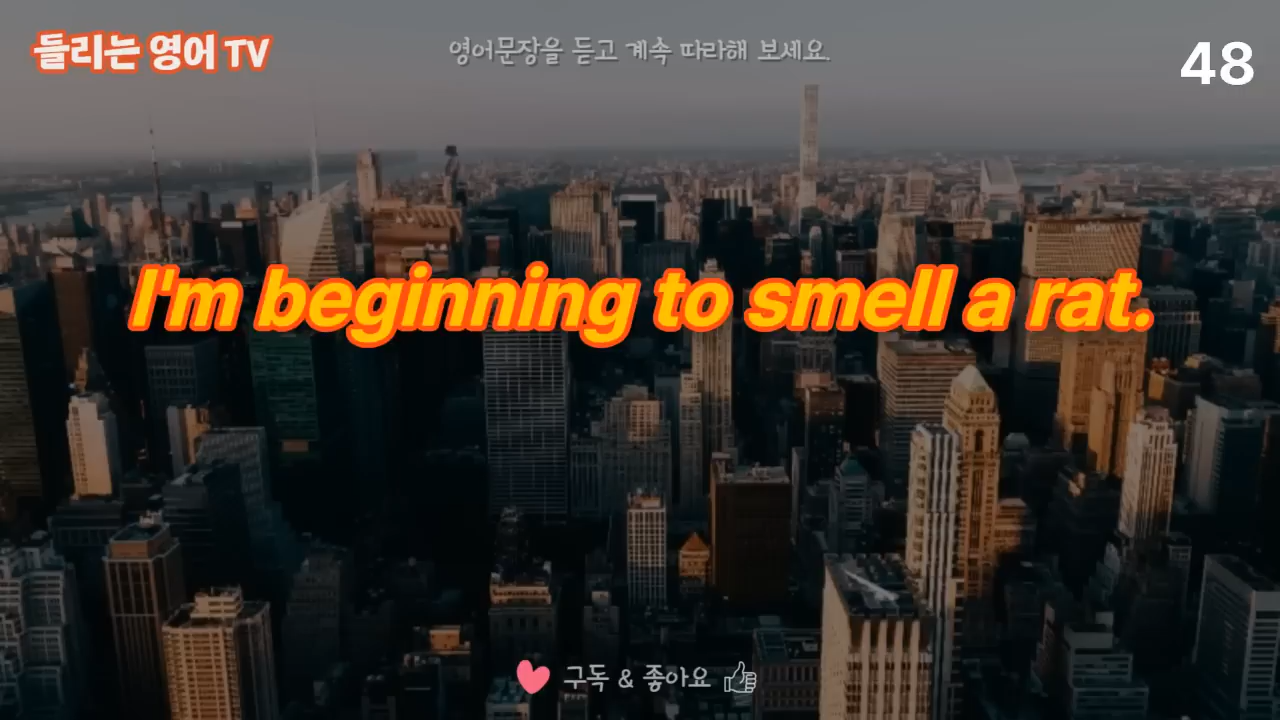 들리는 영어 TV
영어문장을 듣고 계속 따라해 보세요.
48
I'm beginning to smell a rat.
구독 & 좋아요